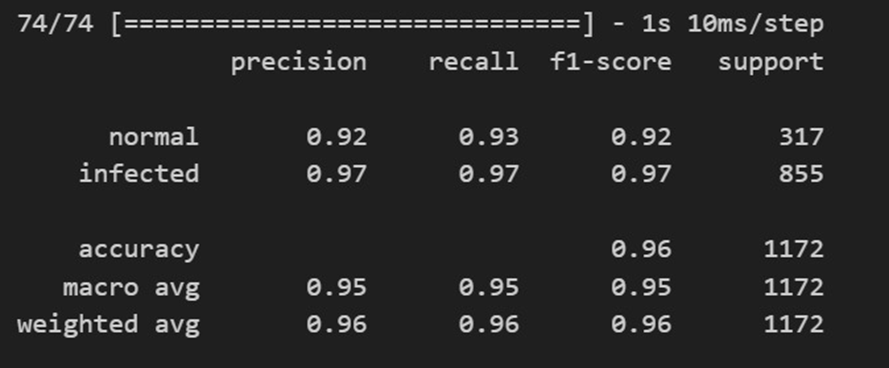 74/74 [==============================] - 1s 10ms/step
precision recall f1-score support
normal 0.92 0.93 0.92 317
infected 0.97 0.97 0.97 855
accuracy 0.96 1172
macro avg 0.95 0.95 0.95 1172
weighted avg 0.96 0.96 0.96 1172